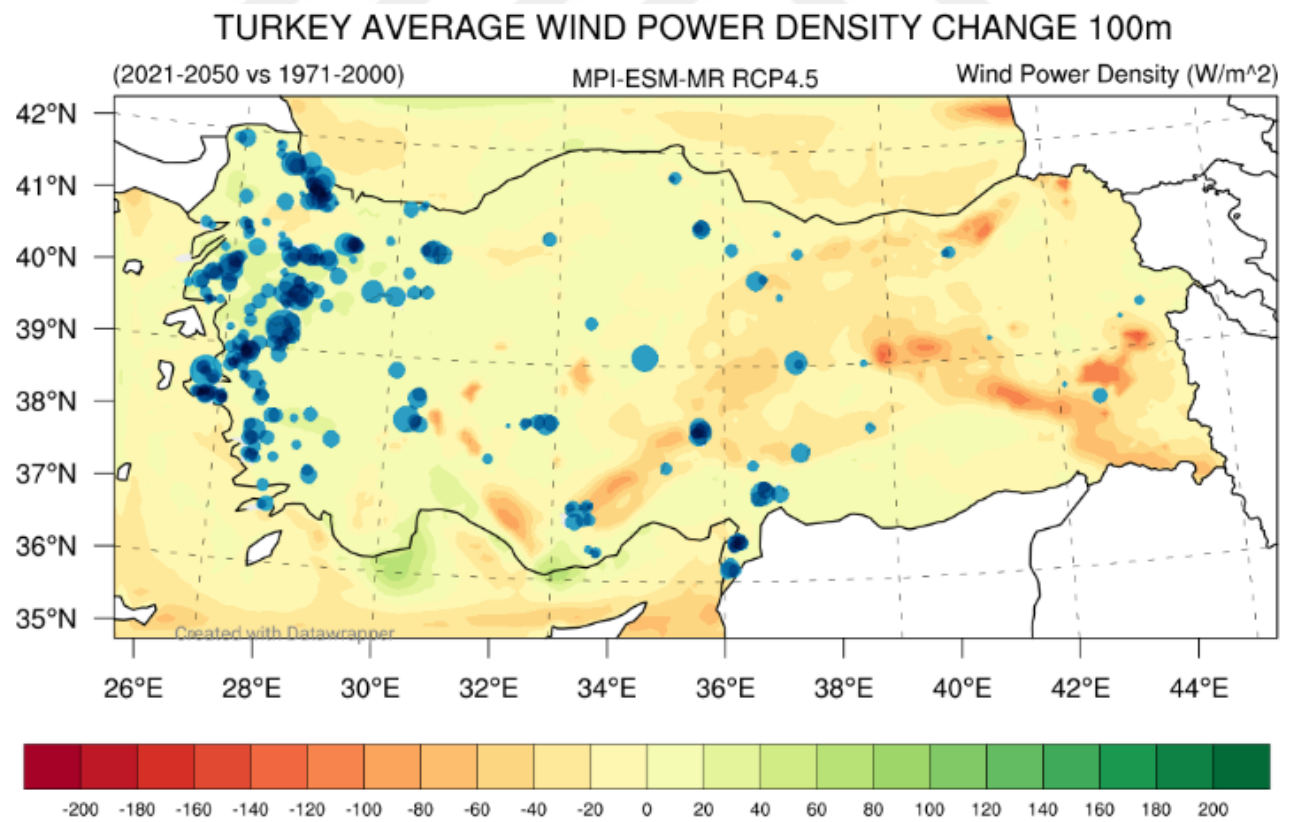 TURKEY AVERAGE WIND POWER DENSITY CHANGE 100m
(2021-2050 vs 1971-2000) MPI-ESM-MR RCP4.5 Wind Power Density (W/m^2)
42°N
41°N
40°N
39°N
38°N
37°N
36°N
35°N
Created with Datawrapper
26°E 28°E 30°E 32°E 34°E 36°E 38°E 40°E 42°E 44°E
-200 -180 -160 -140 -120 -100 -80 -60 -40 -20 0 20 40 60 80 100 120 140 160 180 200